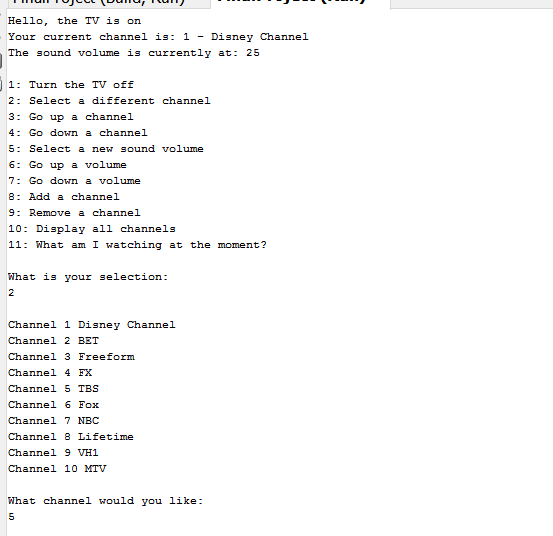 Hello, the TV is on
Your current channel is: 1 - Disney Channel
The sound volume is currently at: 25
1: Turn the TV off
2: Select a different channel
3: Go up a channel
4: Go down a channel
5: Select a new sound volume
6: Go up a volume
7: Go down a volume
8: Add a channel
9: Remove a channel
10: Display all channels
11: What am I watching at the moment?
What is your selection:
2
Channel 1 Disney Channel
Channel 2 BET
Channel 3 Freeform
Channel 4 FX
Channel 5 TBS
Channel 6 Fox
Channel 7 NBC
Channel 8 Lifetime
Channel 9 VH1
Channel 10 MTV
What channel would you like:
5